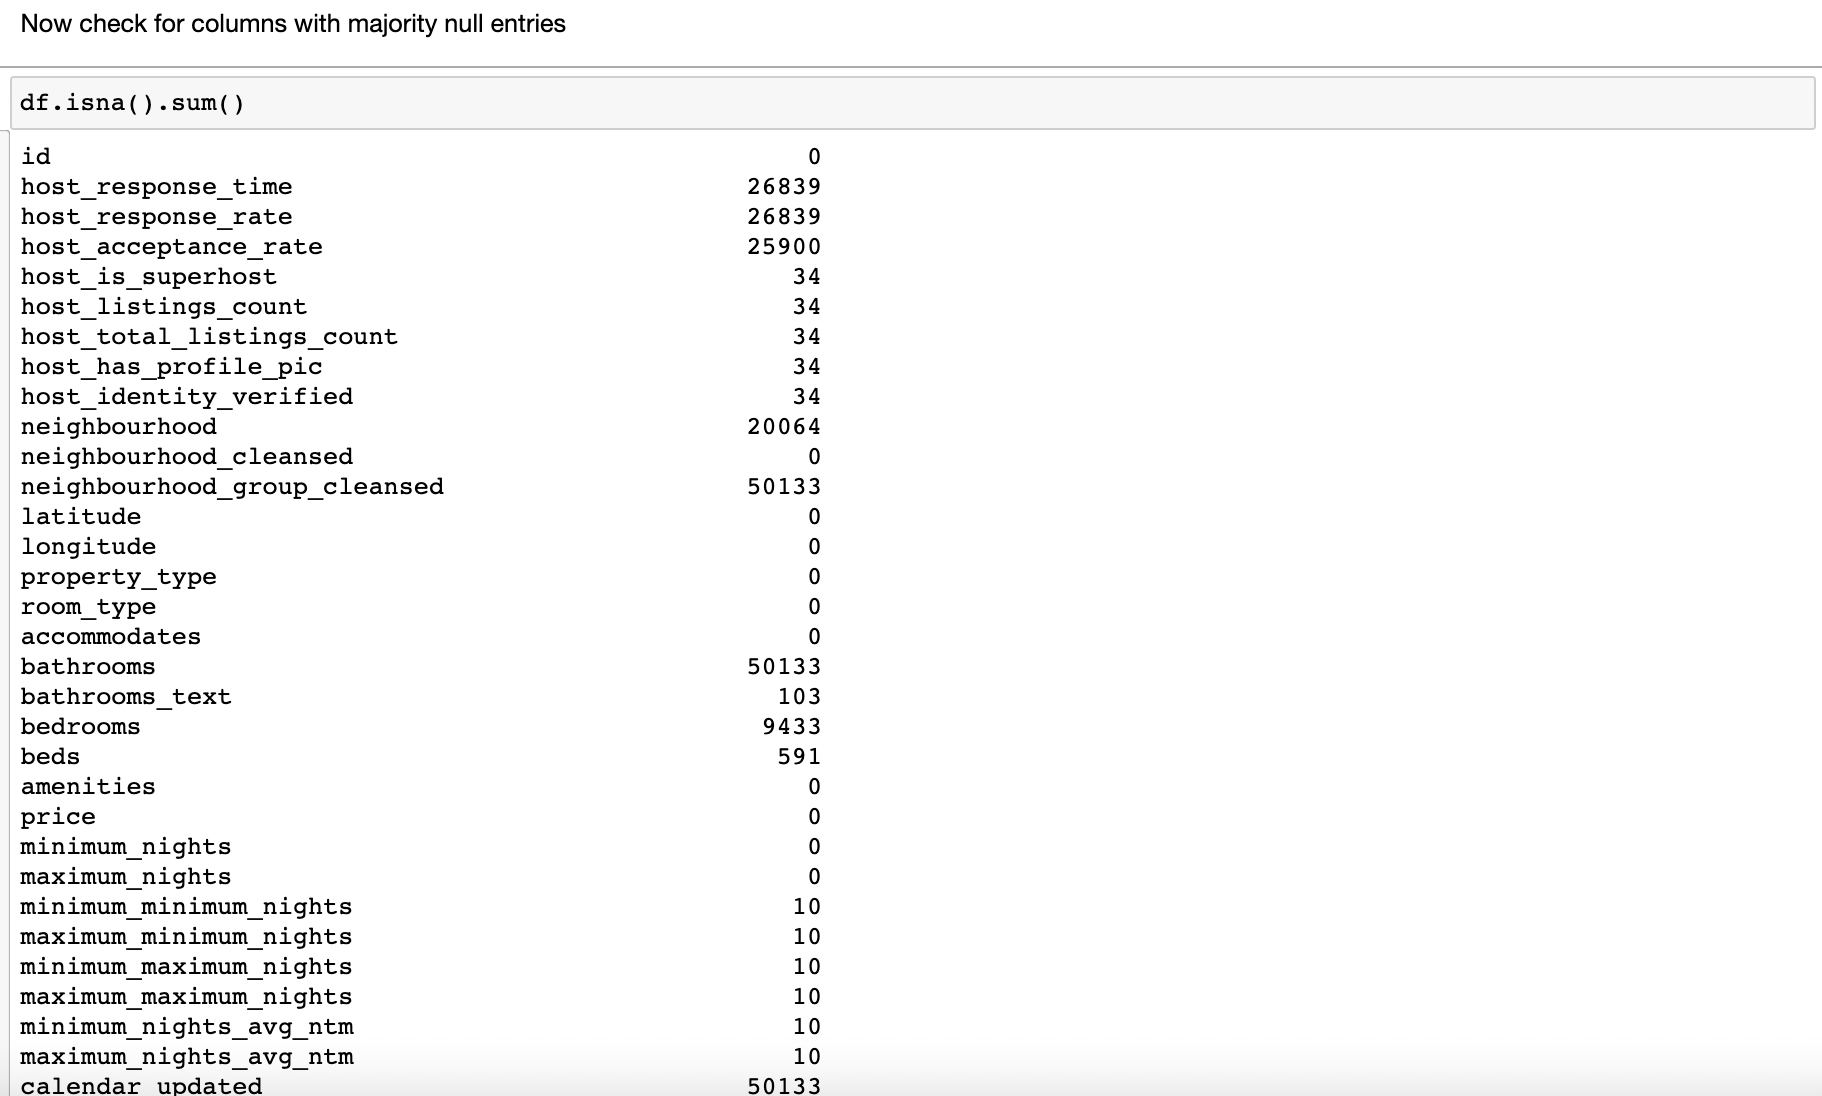 Now check for columns with majority null entries
df.isna().sum()
id 0
host_response_time 26839
host_response_rate 26839
host_acceptance_rate 25900
host_is_superhost 34
host_listings_count 34
host_total_listings_count 34
host_has_profile_pic 34
host_identity_verified 34
neighbourhood 20064
neighbourhood_cleansed 0
neighbourhood_group_cleansed 50133
latitude 0
longitude 0
property_type 0
room_type 0
accommodates 0
bathrooms 50133
bathrooms_text 103
bedrooms 9433
beds 591
amenities 0
price 0
minimum_nights 0
maximum_nights 0
minimum_minimum_nights 10
maximum_minimum_nights 10
minimum_maximum_nights 10
maximum_maximum_nights 10
minimum_nights_avg_ntm 10
maximum_nights_avg_ntm 10
calendar_updated 50133